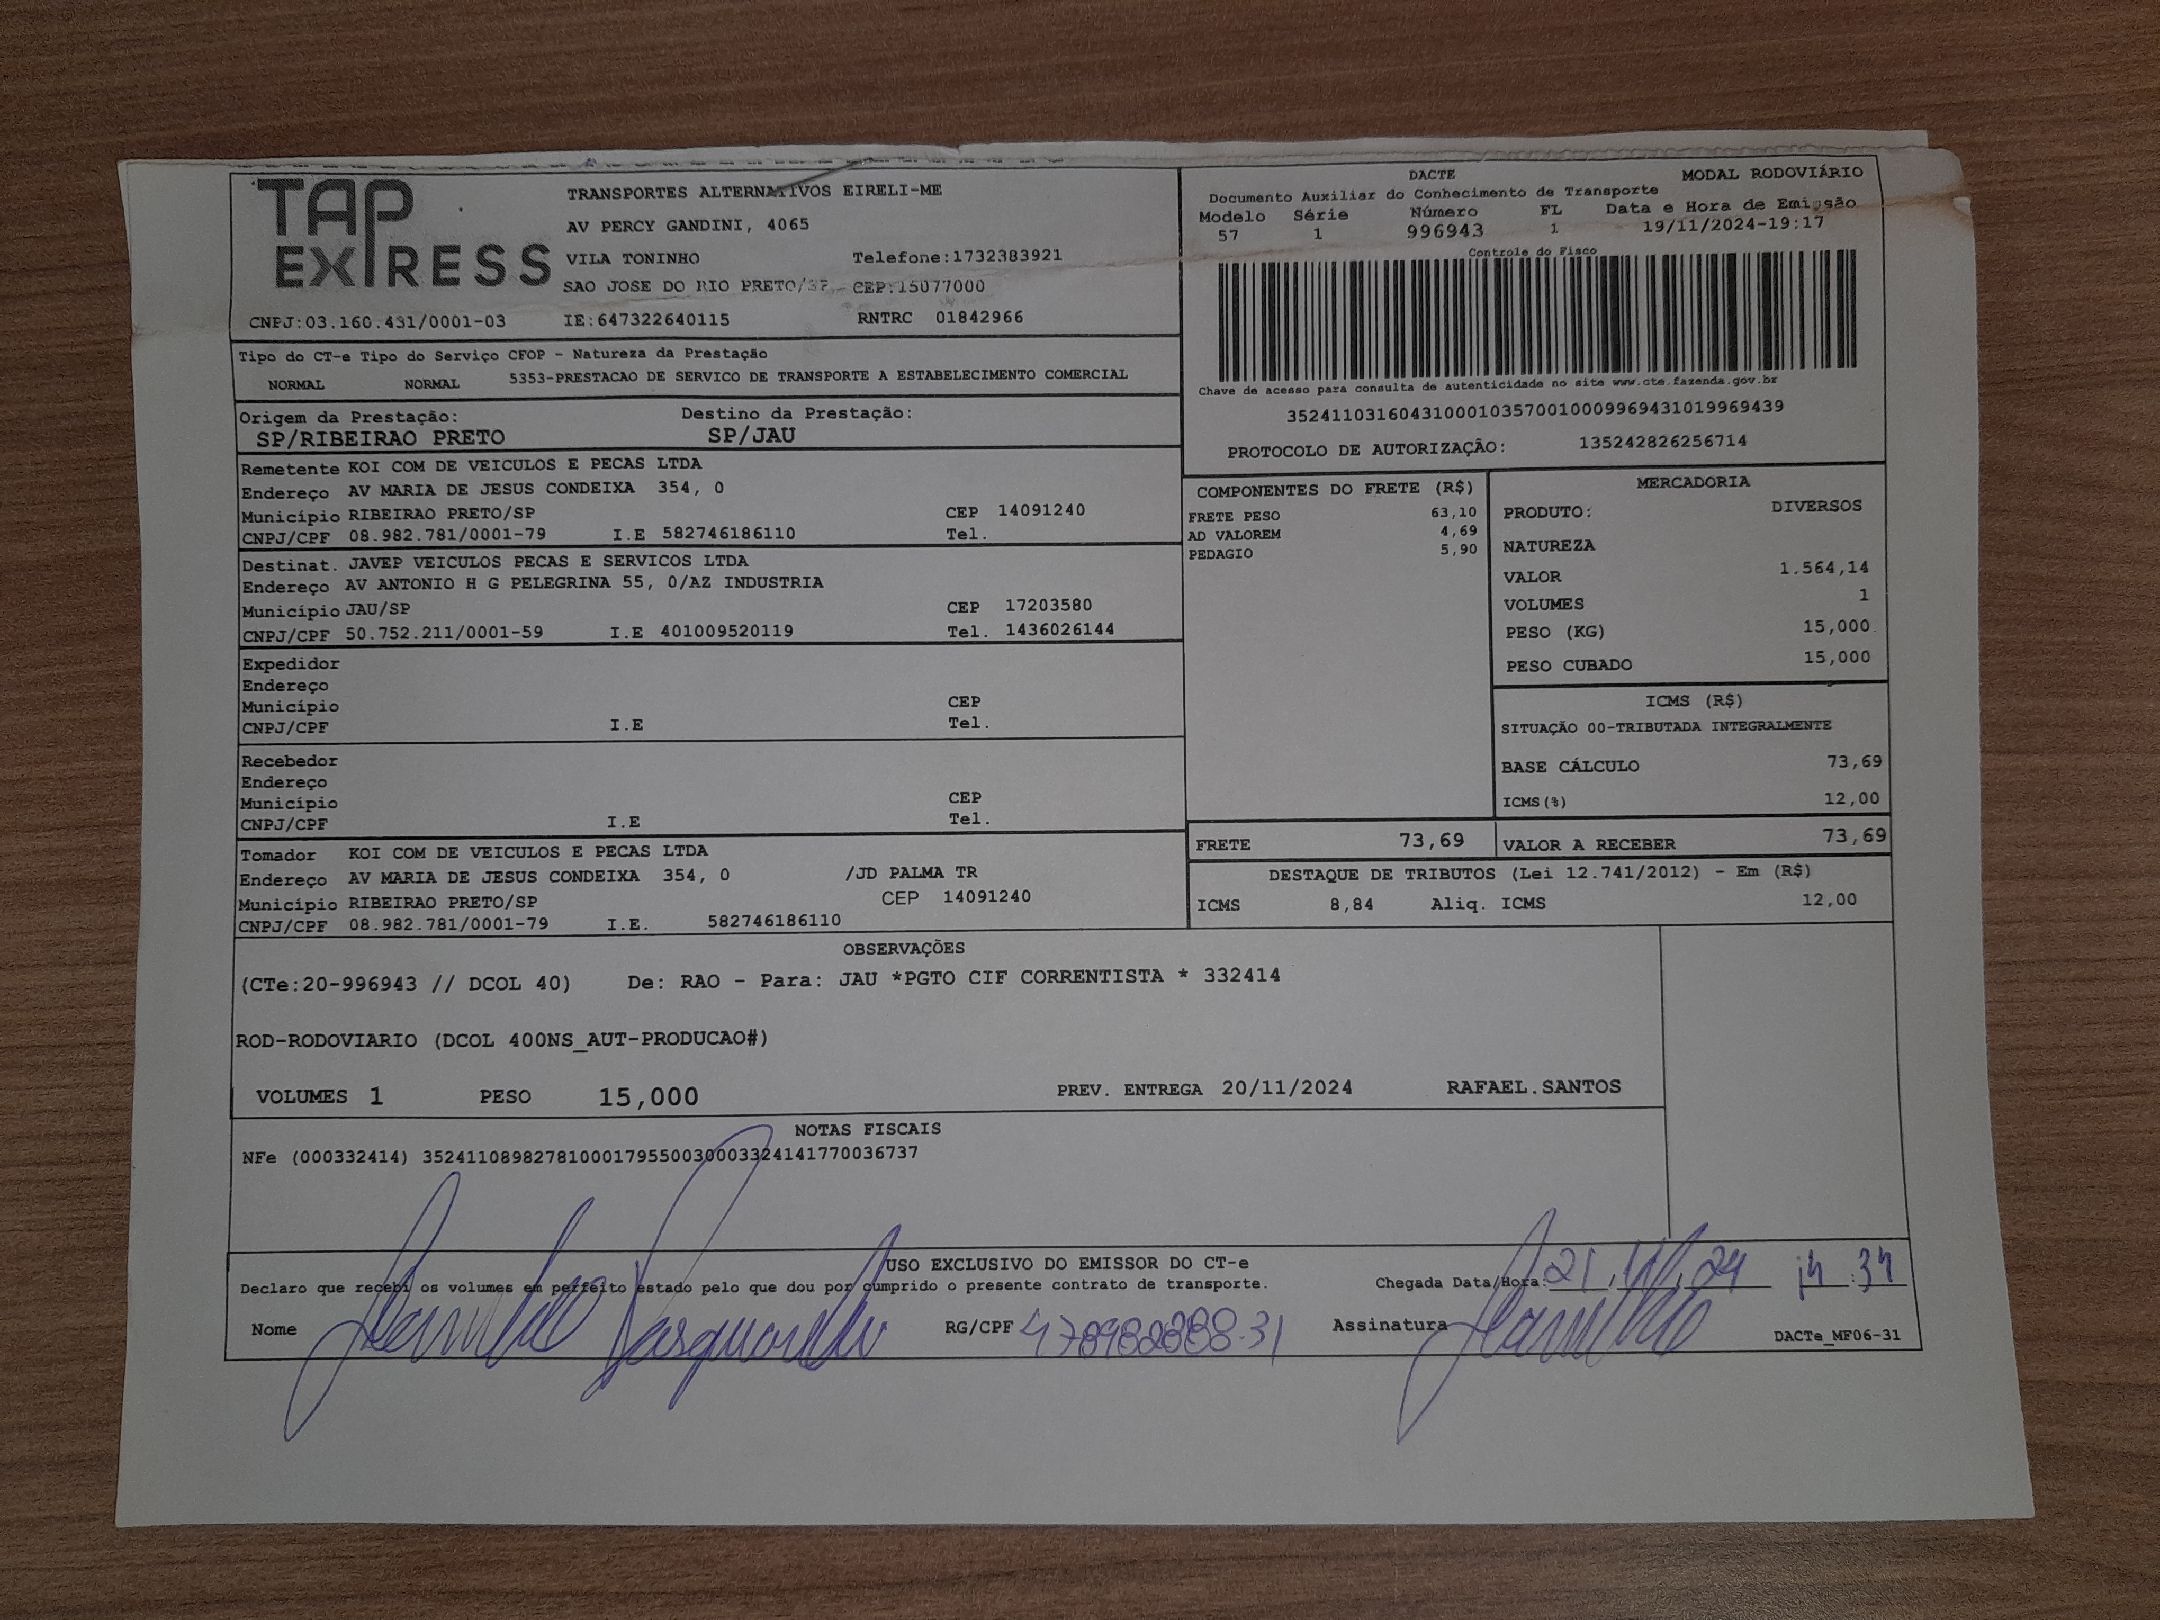 TAP EXPRESS
TRANSPORTES ALTERNATIVOS EIRELI-ME
AV PERCY GANDINI, 4065
VILA TONINHO Telefone:1732383921
SAO JOSE DO RIO PRETO/SP- CEP:15077000
CNPJ:03.160.431/0001-03 IE:647322640115 RNTRC 01842966
DACTE MODAL RODOVIÁRIO
Documento Auxiliar do Conhecimento de Transporte
Modelo Série Número FL Data e Hora de Emissão
57 1 996943 1 19/11/2024-19:17
Controle do Fisco
Chave de acesso para consulta de autenticidade no site www.cte.fazenda.gov.br
35241103160431000103570010009969431019969439
PROTOCOLO DE AUTORIZAÇÂO: 135242826256714
Tipo do CT-e Tipo do Serviço CFOP - Natureza da Prestação
NORMAL NORMAL 5353-PRESTACAO DE SERVICO DE TRANSPORTE A ESTABELECIMENTO COMERCIAL
Origem da Prestação: Destino da Prestação:
SP/RIBEIRAO PRETO SP/JAU
Remetente KOI COM DE VEICULOS E PECAS LTDA
Endereço AV MARIA DE JESUS CONDEIXA 354, 0
Município RIBEIRAO PRETO/SP CEP 14091240
CNPJ/CPF 08.982.781/0001-79 I.E 582746186110 Tel.
Destinat. JAVEP VEICULOS PECAS E SERVICOS LTDA
Endereço AV ANTONIO H G PELEGRINA 55, 0/AZ INDUSTRIA
Município JAU/SP CEP 17203580
CNPJ/CPF 50.752.211/0001-59 I.E 401009520119 Tel. 1436026144
Expedidor
Endereço
Município CEP
CNPJ/CPF I.E Tel.
Recebedor
Endereço
Município CEP
CNPJ/CPF I.E Tel.
Tomador KOI COM DE VEICULOS E PECAS LTDA
Endereço AV MARIA DE JESUS CONDEIXA 354, 0 /JD PALMA TR
Município RIBEIRAO PRETO/SP CEP 14091240
CNPJ/CPF 08.982.781/0001-79 I.E. 582746186110
COMPONENTES DO FRETE (R$)
FRETE PESO 63,10
AD VALOREM 4,69
PEDAGIO 5,90
MERCADORIA
PRODUTO: DIVERSOS
NATUREZA
VALOR 1.564,14
VOLUMES 1
PESO (KG) 15,000
PESO CUBADO 15,000
ICMS (R$)
SITUAÇÃO 00-TRIBUTADA INTEGRALMENTE
BASE CÁLCULO 73,69
ICMS(%) 12,00
FRETE 73,69 VALOR A RECEBER 73,69
DESTAQUE DE TRIBUTOS (Lei 12.741/2012) - Em (R$)
ICMS 8,84 Aliq. ICMS 12,00
OBSERVAÇÕES
(CTe:20-996943 // DCOL 40) De: RAO - Para: JAU *PGTO CIF CORRENTISTA * 332414
ROD-RODOVIARIO (DCOL 400NS_AUT-PRODUCAO#)
VOLUMES 1 PESO 15,000 PREV. ENTREGA 20/11/2024 RAFAEL.SANTOS
NOTAS FISCAIS
NFe (000332414) 35241108982781000179550030003324141770036737
USO EXCLUSIVO DO EMISSOR DO CT-e
Declaro que recebi os volumes em perfeito estado pelo que dou por cumprido o presente contrato de transporte. Chegada Data/Hora: 21.11.24 14:34
Nome RG/CPF Assinatura DACTe_MF06-31